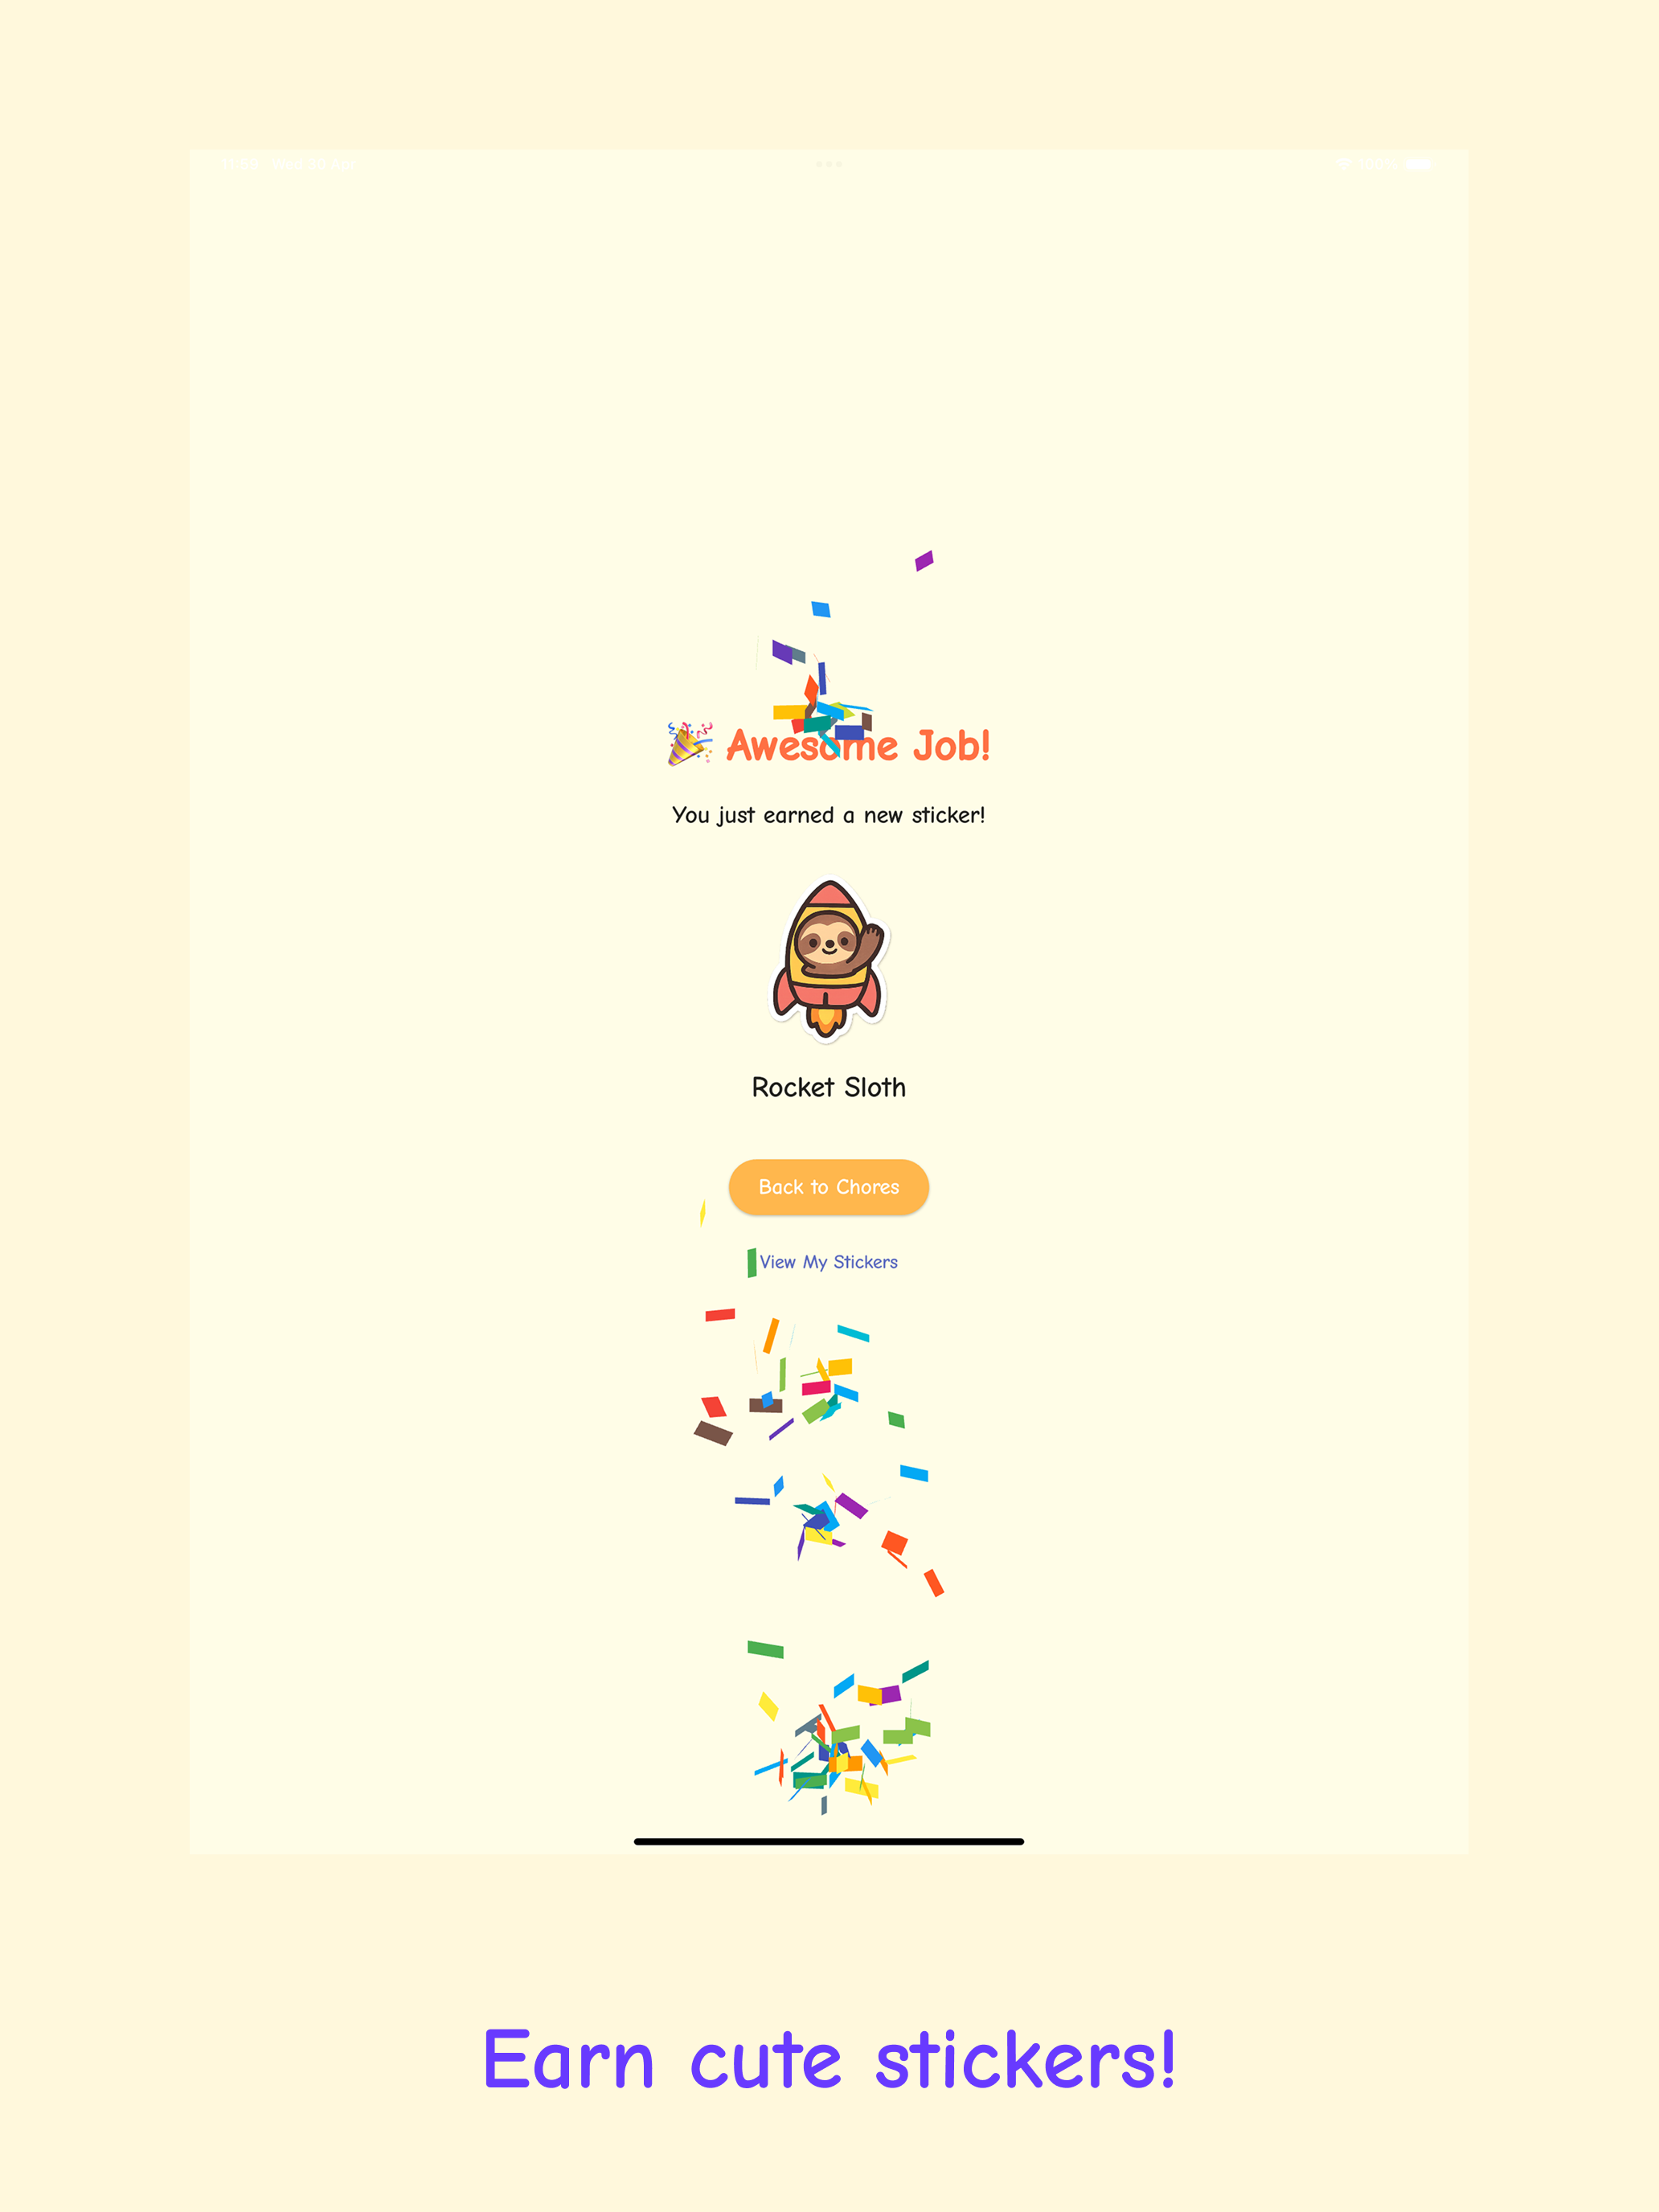 🎉 Awesome Job!
You just earned a new sticker!
Rocket Sloth
Back to Chores
View My Stickers
Earn cute stickers!